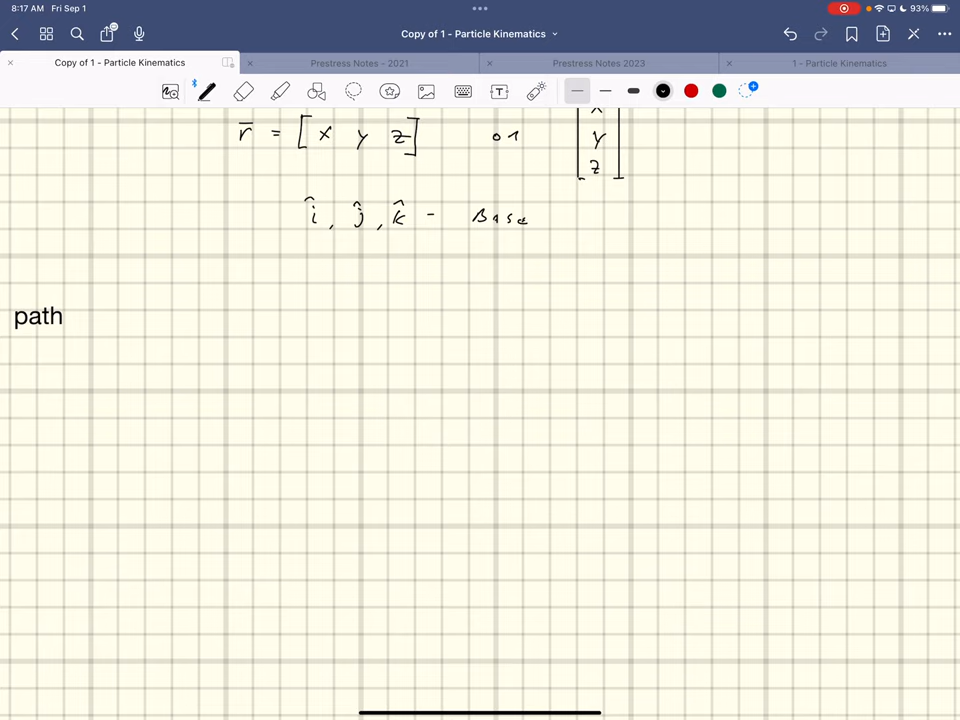 8:17 AM Fri Sep 1
93%
Copy of 1 - Particle Kinematics
Copy of 1 - Particle Kinematics
Prestress Notes - 2021
Prestress Notes 2023
1 - Particle Kinematics
r̄ = [ x y z ] or [ x
y
z ]
î, ĵ, k̂ - Base
path